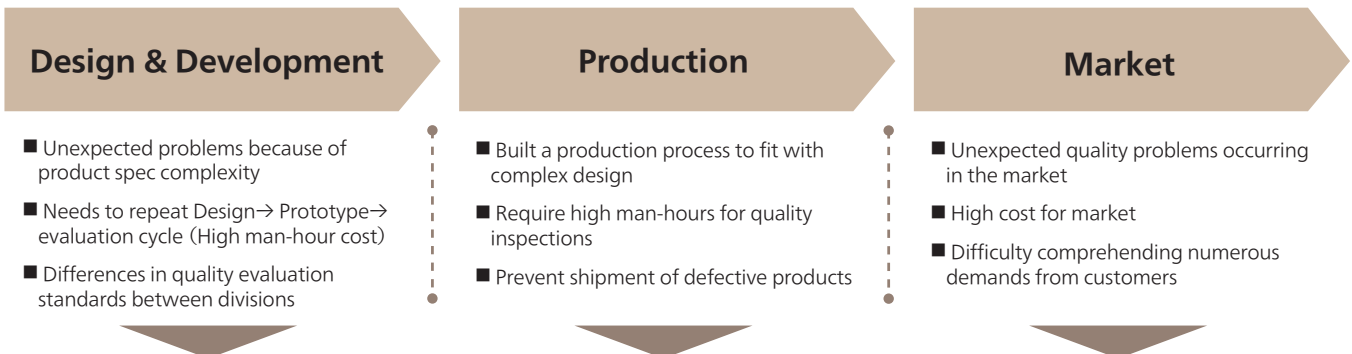 Design & Development
■ Unexpected problems because of
product spec complexity
■ Needs to repeat Design→ Prototype→
evaluation cycle (High man-hour cost)
■ Differences in quality evaluation
standards between divisions
Production
■ Built a production process to fit with
complex design
■ Require high man-hours for quality
inspections
■ Prevent shipment of defective products
Market
■ Unexpected quality problems occurring
in the market
■ High cost for market
■ Difficulty comprehending numerous
demands from customers